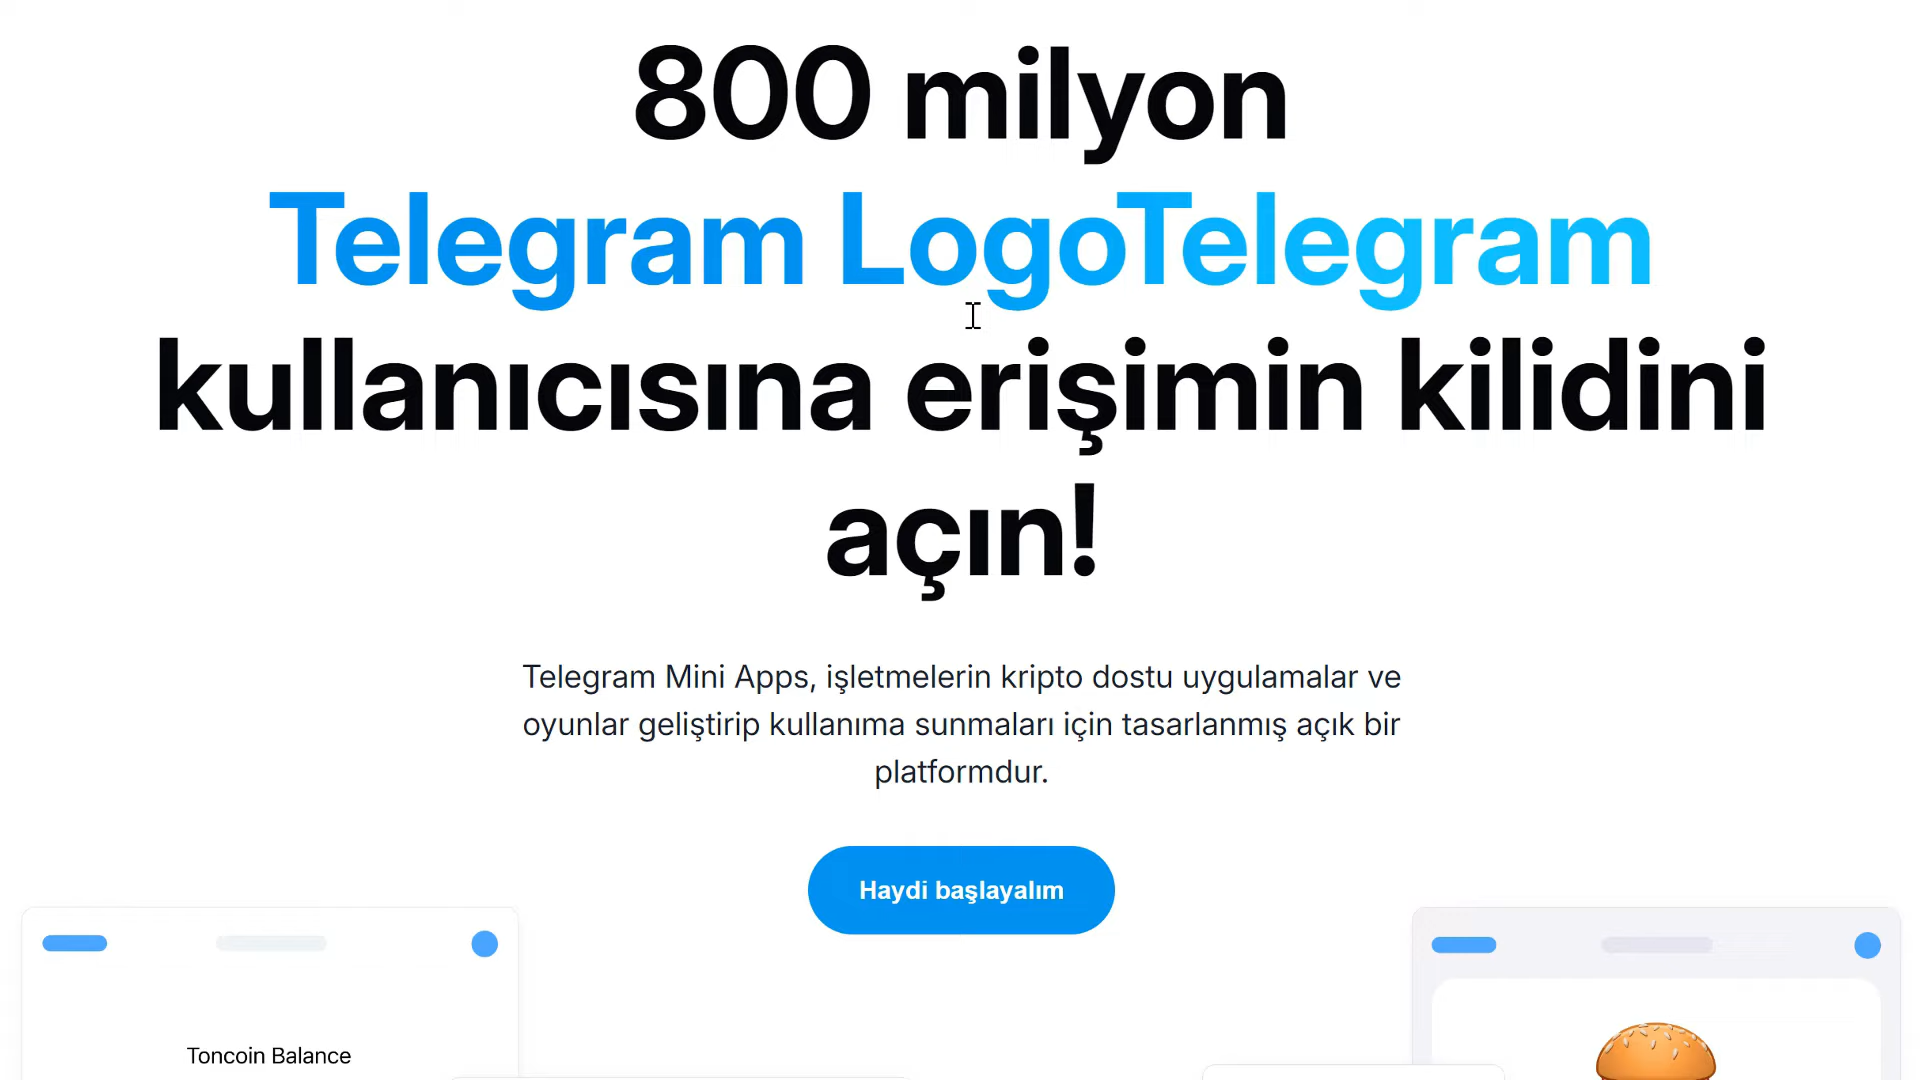 800 milyon
Telegram LogoTelegram
kullanıcısına erişimin kilidini
açın!
Telegram Mini Apps, işletmelerin kripto dostu uygulamalar ve
oyunlar geliştirip kullanıma sunmaları için tasarlanmış açık bir
platformdur.
Haydi başlayalım
Toncoin Balance